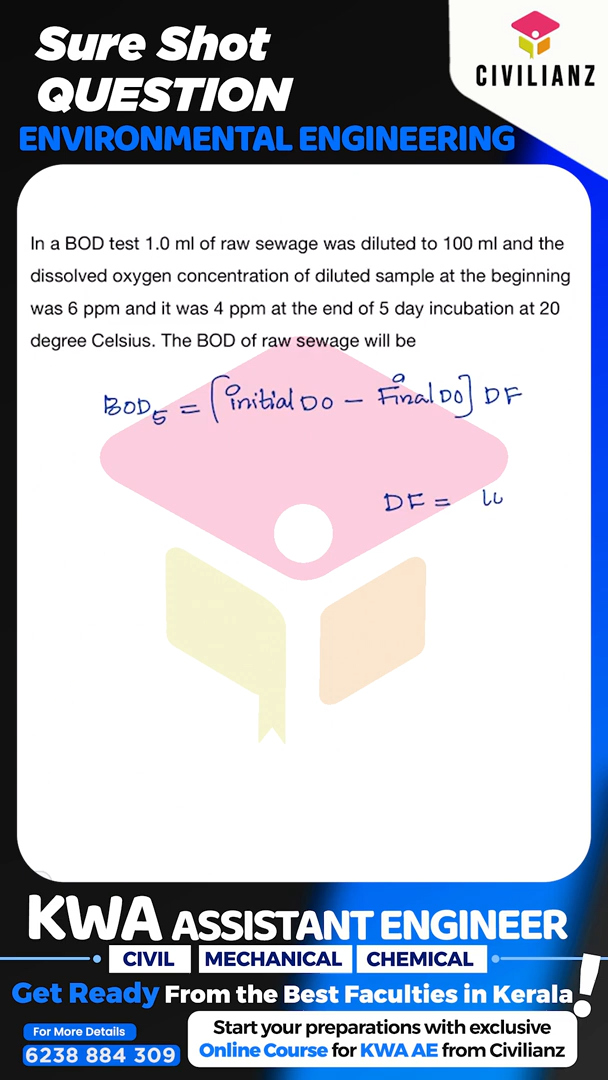 Sure Shot
QUESTION
CIVILIANZ
ENVIRONMENTAL ENGINEERING
In a BOD test 1.0 ml of raw sewage was diluted to 100 ml and the
dissolved oxygen concentration of diluted sample at the beginning
was 6 ppm and it was 4 ppm at the end of 5 day incubation at 20
degree Celsius. The BOD of raw sewage will be
BOD₅ = [initial DO – Final DO] DF
DF =
KWA ASSISTANT ENGINEER
CIVIL MECHANICAL CHEMICAL
Get Ready From the Best Faculties in Kerala!
For More Details
6238 884 309
Start your preparations with exclusive
Online Course for KWA AE from Civilianz